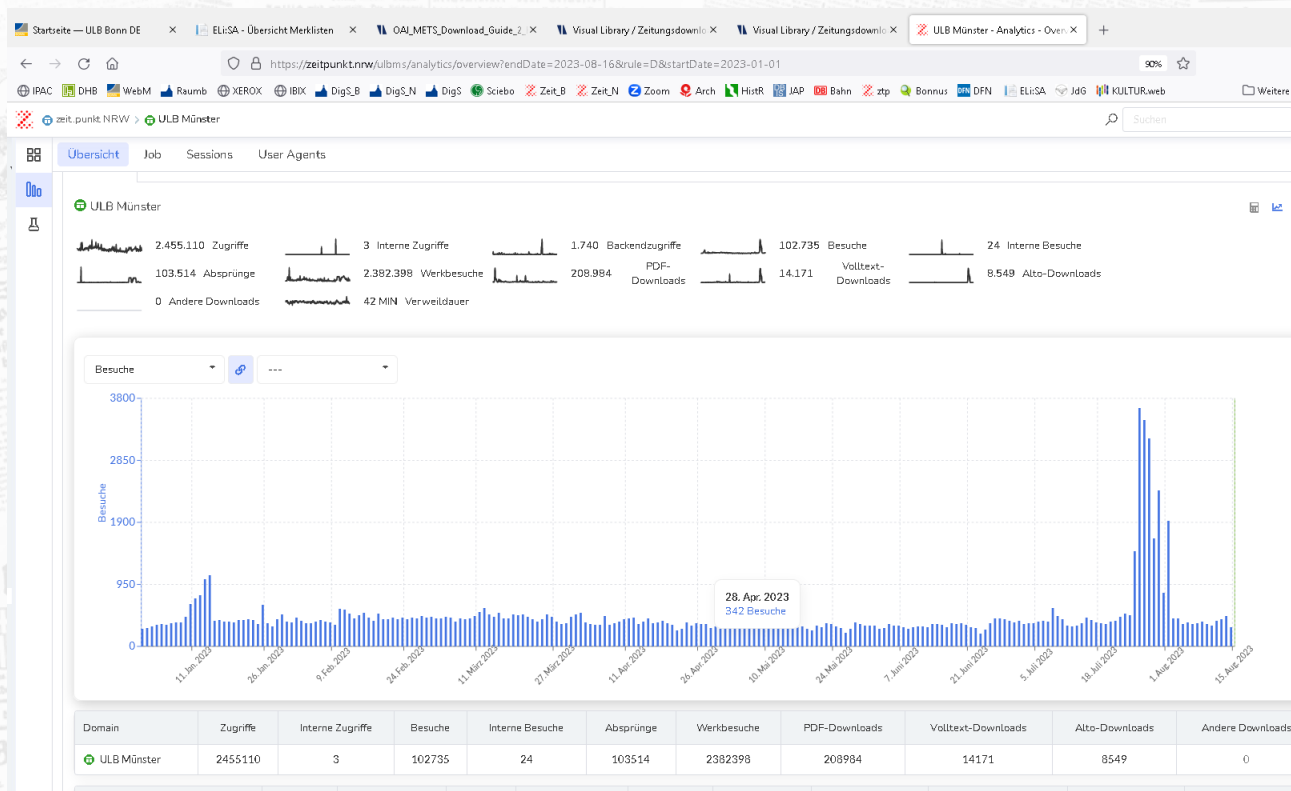 Startseite — ULB Bonn DE
ELi:SA - Übersicht Merklisten
OAI_METS_Download_Guide_2_
Visual Library / Zeitungsdownlo
Visual Library / Zeitungsdownlo
ULB Münster - Analytics - Over
https://zeitpunkt.nrw/ulbms/analytics/overview?endDate=2023-08-16&rule=D&startDate=2023-01-01 90%
IPAC DHB WebM Raumb XEROX IBIX DigS_B DigS_N DigS Sciebo Zeit_B Zeit_N Zoom Arch HistR JAP Bahn ztp Bonnus DFN ELi:SA JdG KULTUR.web Weitere
zeit.punkt NRW > ULB Münster Suchen
Übersicht Job Sessions User Agents
ULB Münster
2.455.110 Zugriffe 3 Interne Zugriffe 1.740 Backendzugriffe 102.735 Besuche 24 Interne Besuche
103.514 Absprünge 2.382.398 Werkbesuche 208.984 PDF-Downloads 14.171 Volltext-Downloads 8.549 Alto-Downloads
0 Andere Downloads 42 MIN Verweildauer
Besuche ---
3800
2850
1900
950
0
Besuche
28. Apr. 2023
342 Besuche
11. Jan. 2023 26. Jan. 2023 9. Feb. 2023 24. Feb. 2023 11. März 2023 27. März 2023 11. Apr. 2023 26. Apr. 2023 10. Mai 2023 24. Mai 2023 7. Juni 2023 21. Juni 2023 5. Juli 2023 18. Juli 2023 1. Aug. 2023 15. Aug. 2023
Domain Zugriffe Interne Zugriffe Besuche Interne Besuche Absprünge Werkbesuche PDF-Downloads Volltext-Downloads Alto-Downloads Andere Downloads
ULB Münster 2455110 3 102735 24 103514 2382398 208984 14171 8549 0